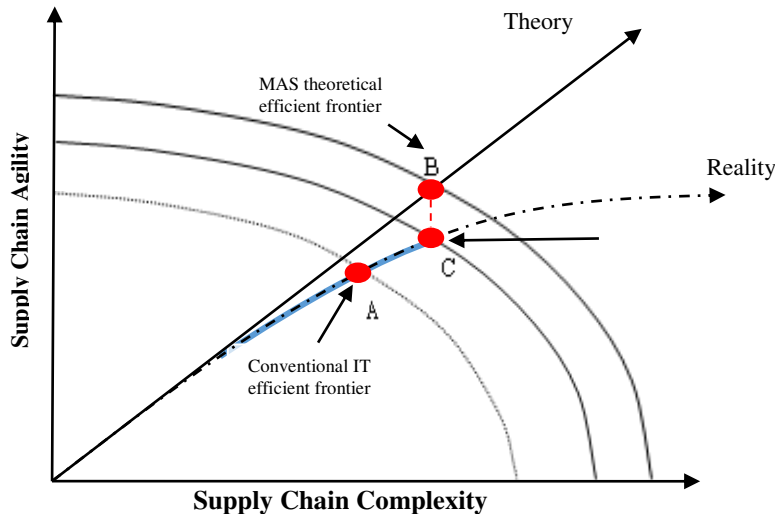 Theory
MAS theoretical
efficient frontier
B
Reality
Supply Chain Agility
C
A
Conventional IT
efficient frontier
Supply Chain Complexity